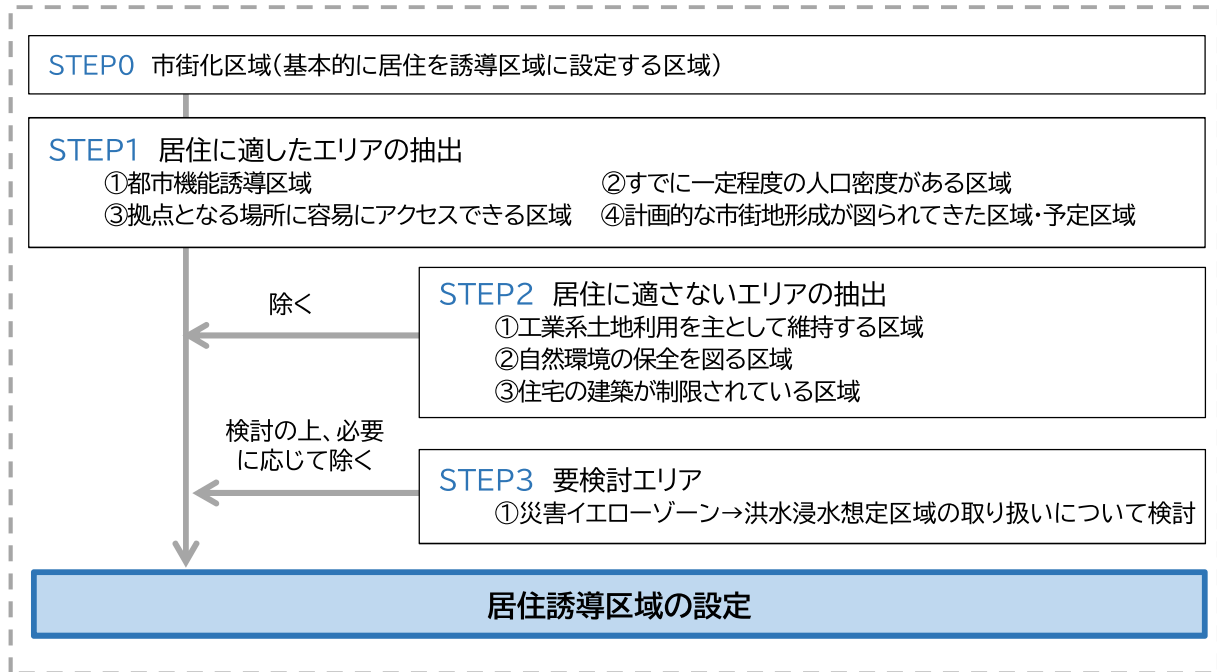 STEP0 市街化区域(基本的に居住を誘導区域に設定する区域)
STEP1 居住に適したエリアの抽出
①都市機能誘導区域 ②すでに一定程度の人口密度がある区域
③拠点となる場所に容易にアクセスできる区域 ④計画的な市街地形成が図られてきた区域・予定区域
除く
STEP2 居住に適さないエリアの抽出
①工業系土地利用を主として維持する区域
②自然環境の保全を図る区域
③住宅の建築が制限されている区域
検討の上、必要
に応じて除く
STEP3 要検討エリア
①災害イエローゾーン→洪水浸水想定区域の取り扱いについて検討
居住誘導区域の設定